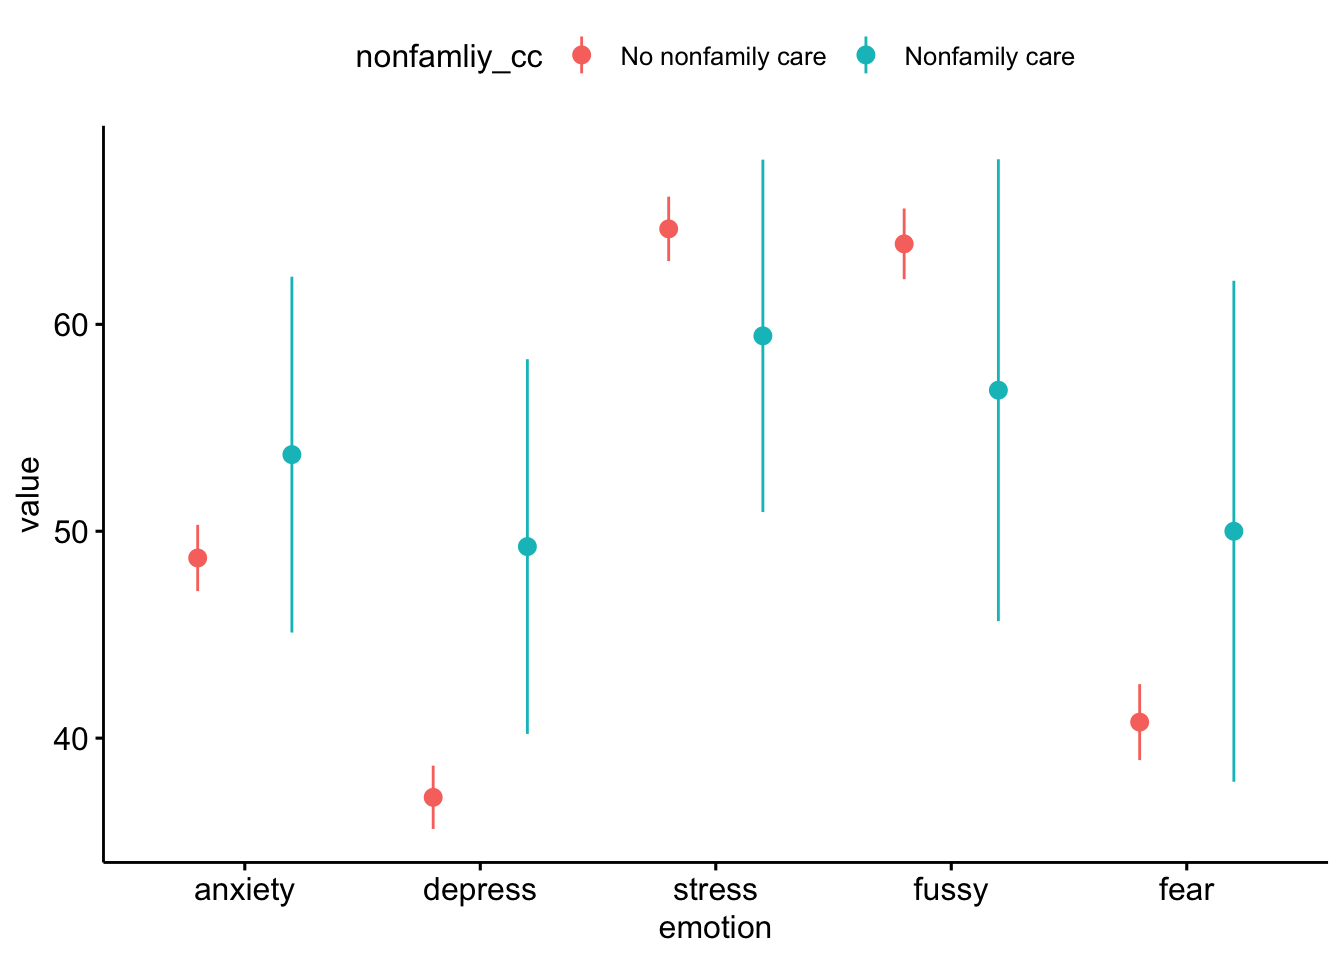 nonfamliy_cc No nonfamily care Nonfamily care
value
60
50
40
anxiety depress stress fussy fear
emotion